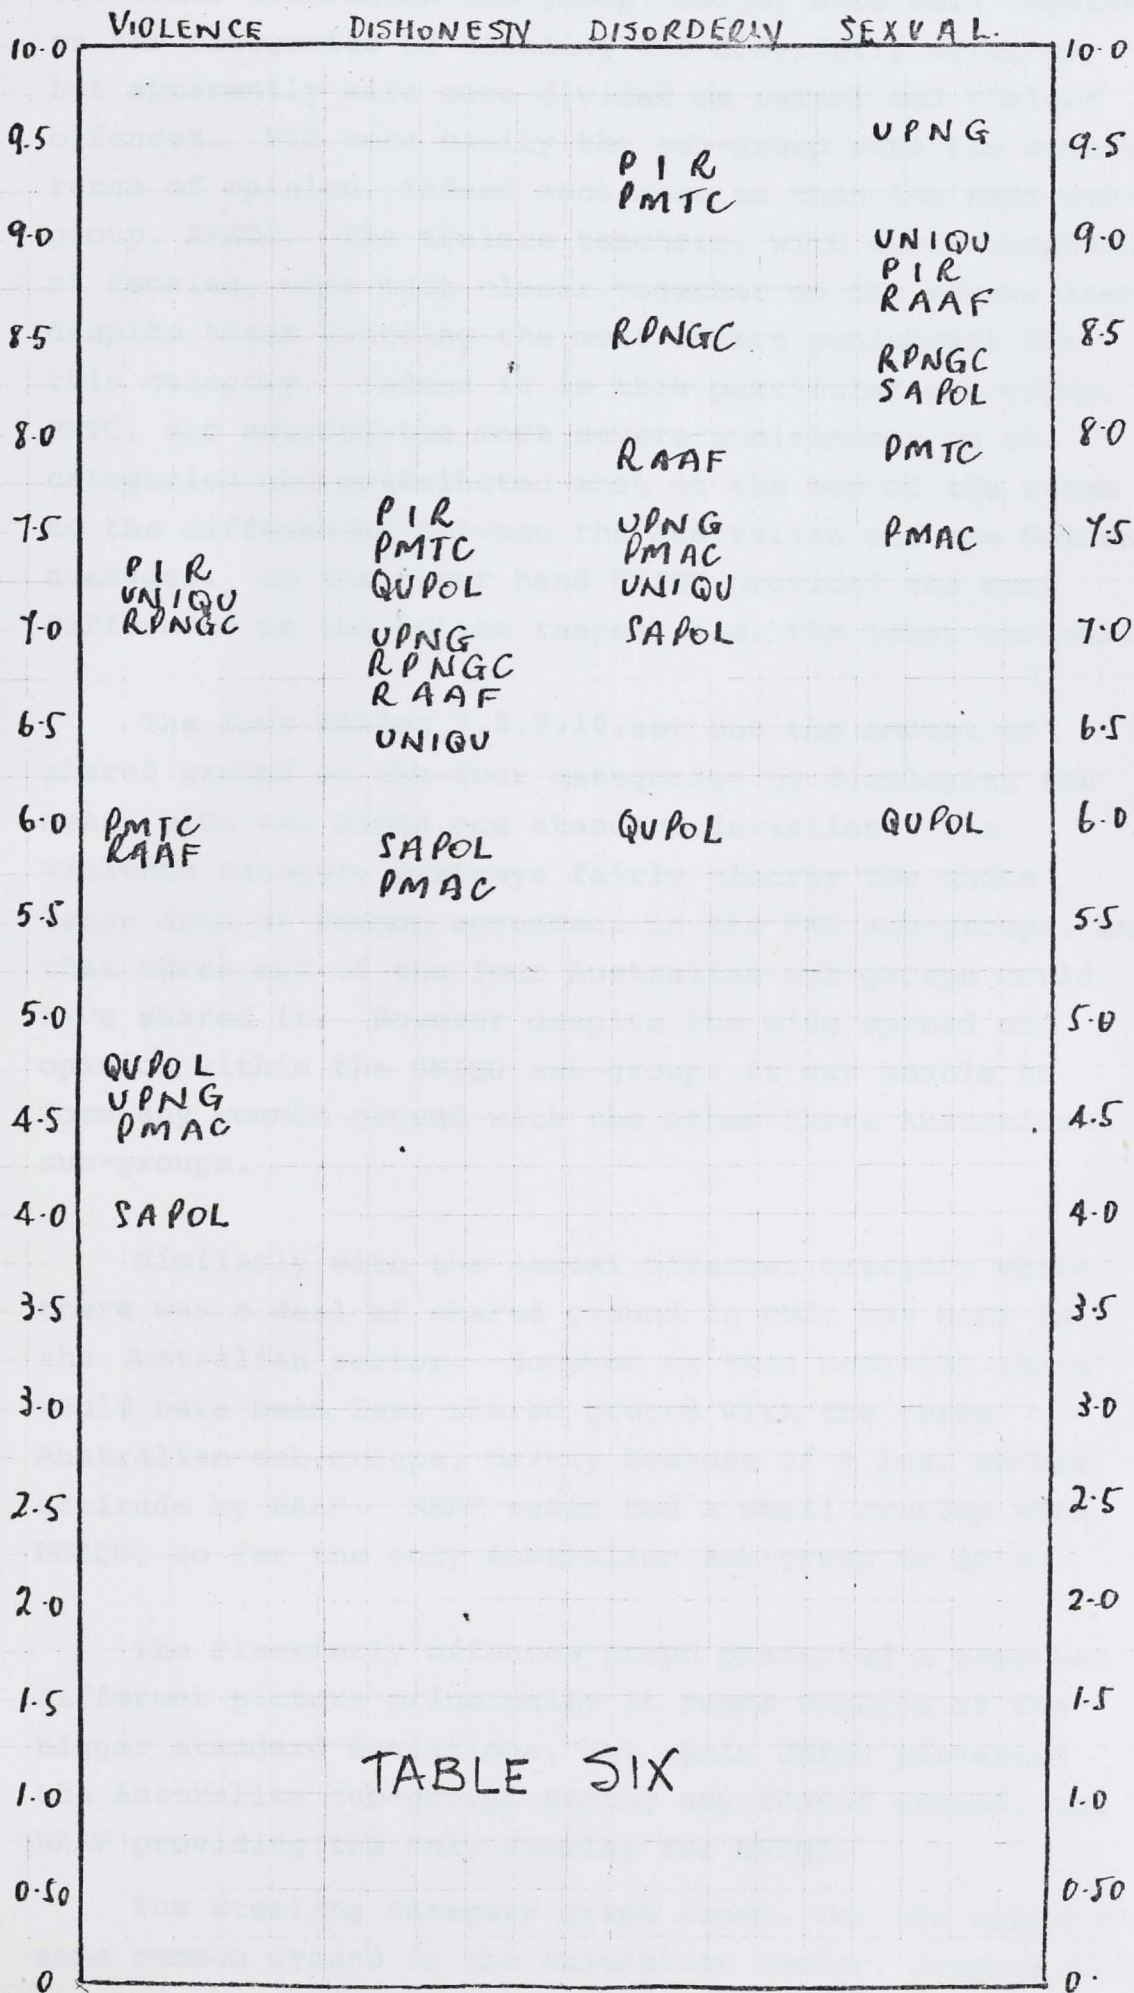 VIOLENCE DISHONESTY DISORDERLY SEXUAL.
10.0 10.0
UPNG
9.5 PIR 9.5
PMTC
9.0 UNIQU 9.0
PIR
RAAF
8.5 RPNGC 8.5
RPNGC
SAPOL
8.0 PMTC 8.0
RAAF
7.5 PIR UPNG PMAC 7.5
PMTC PMAC
PIR QUPOL UNIQU
UNIQU
7.0 RPNGC UPNG SAPOL 7.0
RPNGC
RAAF
6.5 UNIQU 6.5
6.0 PMTC QUPOL QUPOL 6.0
RAAF SAPOL
PMAC
5.5 5.5
5.0 5.0
QUPOL
UPNG
4.5 PMAC 4.5
4.0 SAPOL 4.0
3.5 3.5
3.0 3.0
2.5 2.5
2.0 2.0
1.5 1.5
TABLE SIX
1.0 1.0
0.50 0.50
0 0.